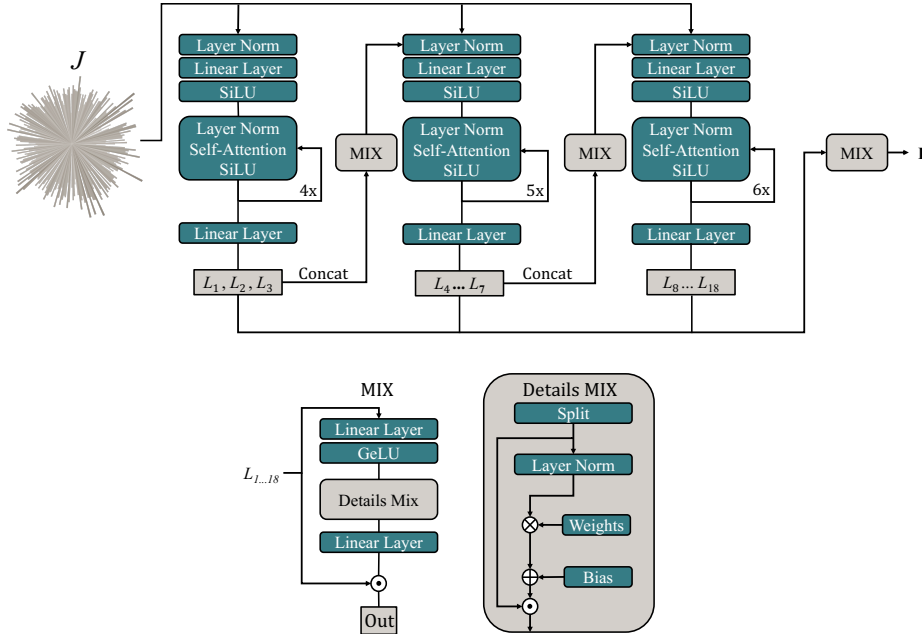 J
Layer Norm
Linear Layer
SiLU
Layer Norm
Self-Attention
SiLU
4x
Linear Layer
L1 , L2 , L3
Concat
MIX
Layer Norm
Linear Layer
SiLU
Layer Norm
Self-Attention
SiLU
5x
Linear Layer
L4 ... L7
Concat
MIX
Layer Norm
Linear Layer
SiLU
Layer Norm
Self-Attention
SiLU
6x
Linear Layer
L8 ... L18
MIX
MIX
L1...18
Linear Layer
GeLU
Details Mix
Linear Layer
Out
Details MIX
Split
Layer Norm
Weights
Bias